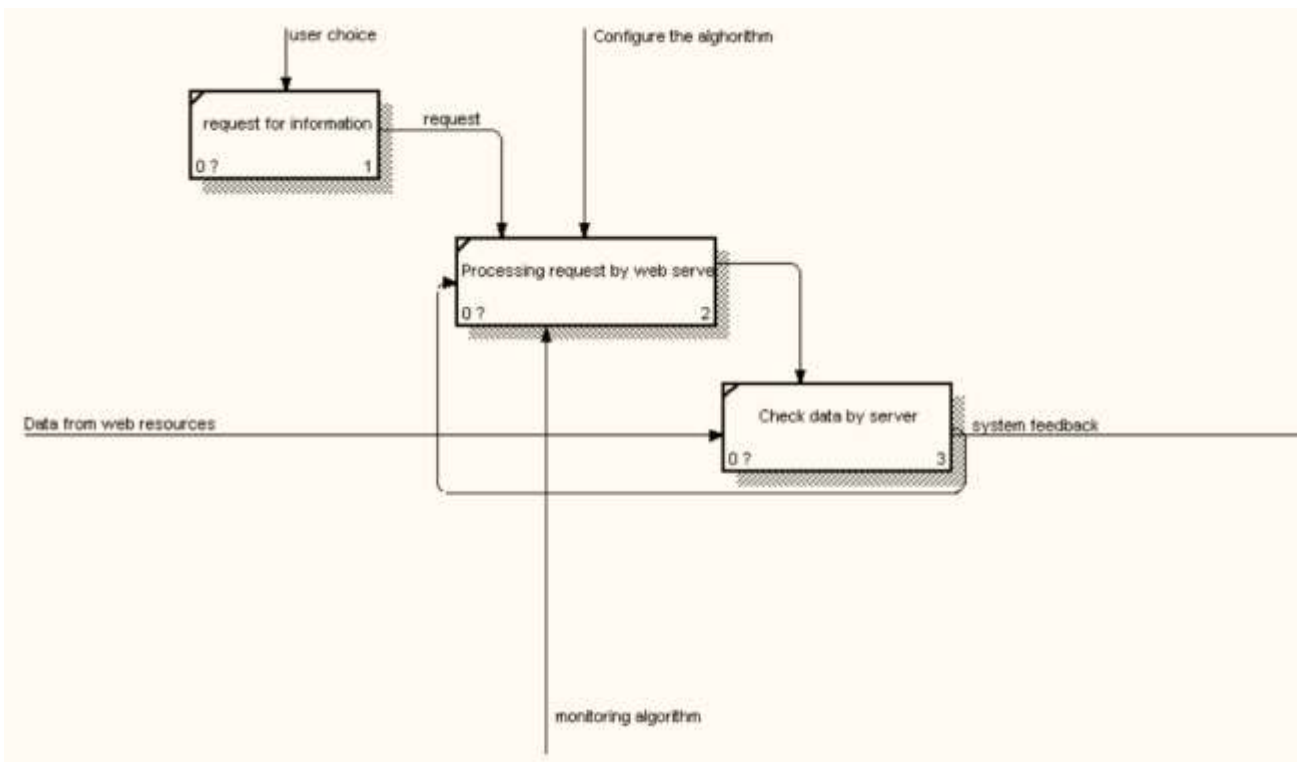 user choice
Configure the alghorithm
request for information
0 ?
1
request
Processing request by web serve
0 ?
2
Check data by server
0 ?
3
Data from web resources
system feedback
monitoring algorithm